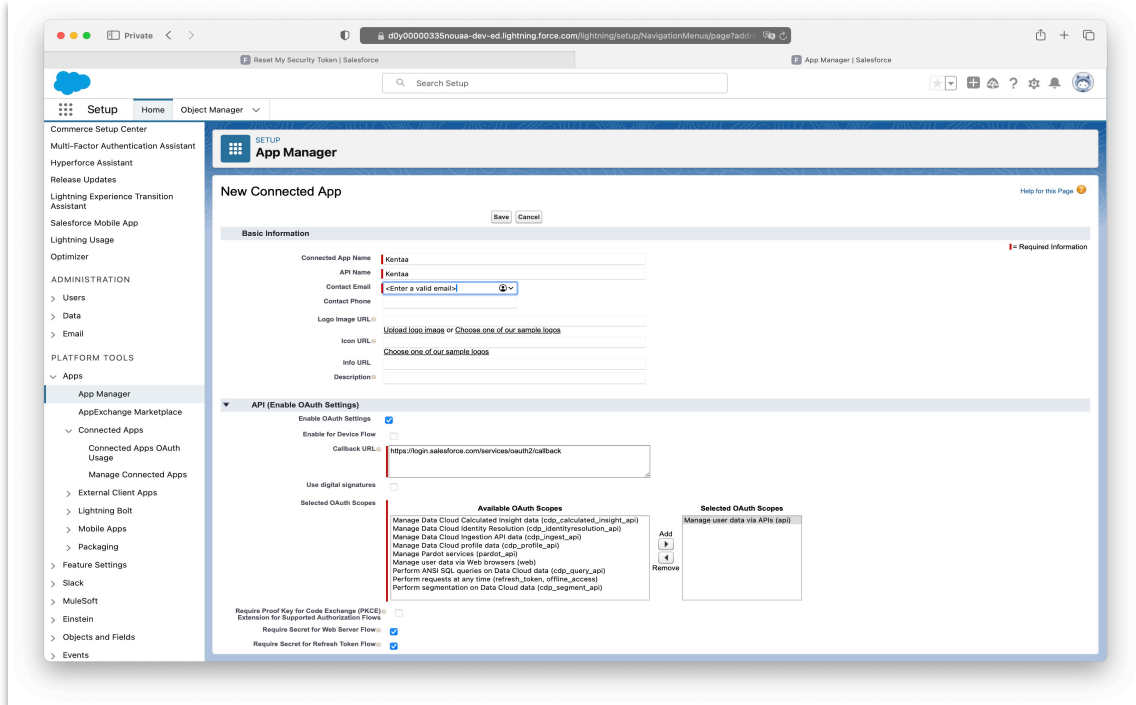 Private
d0y00000335nouaa-dev-ed.lightning.force.com/lightning/setup/NavigationMenus/page?addre
Reset My Security Token | Salesforce
App Manager | Salesforce
Search Setup
Setup
Home
Object Manager
Commerce Setup Center
Multi-Factor Authentication Assistant
Hyperforce Assistant
Release Updates
Lightning Experience Transition
Assistant
Salesforce Mobile App
Lightning Usage
Optimizer
ADMINISTRATION
Users
Data
Email
PLATFORM TOOLS
Apps
App Manager
AppExchange Marketplace
Connected Apps
Connected Apps OAuth
Usage
Manage Connected Apps
External Client Apps
Lightning Bolt
Mobile Apps
Packaging
Feature Settings
Slack
MuleSoft
Einstein
Objects and Fields
Events
SETUP
App Manager
New Connected App
Help for this Page
Save Cancel
Basic Information
= Required Information
Connected App Name Kentaa
API Name Kentaa
Contact Email <Enter a valid email>
Contact Phone
Logo Image URL
Upload logo image or Choose one of our sample logos
Icon URL
Choose one of our sample logos
Info URL
Description
API (Enable OAuth Settings)
Enable OAuth Settings
Enable for Device Flow
Callback URL https://login.salesforce.com/services/oauth2/callback
Use digital signatures
Selected OAuth Scopes
Available OAuth Scopes
Manage Data Cloud Calculated Insight data (cdp_calculated_insight_api)
Manage Data Cloud Identity Resolution (cdp_identityresolution_api)
Manage Data Cloud Ingestion API data (cdp_ingest_api)
Manage Data Cloud profile data (cdp_profile_api)
Manage Pardot services (pardot_api)
Manage user data via Web browsers (web)
Perform ANSI SQL queries on Data Cloud data (cdp_query_api)
Perform requests at any time (refresh_token, offline_access)
Perform segmentation on Data Cloud data (cdp_segment_api)
Add
Remove
Selected OAuth Scopes
Manage user data via APIs (api)
Require Proof Key for Code Exchange (PKCE)
Extension for Supported Authorization Flows
Require Secret for Web Server Flow
Require Secret for Refresh Token Flow